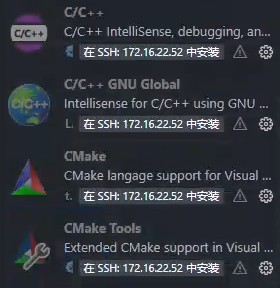 C/C++
C/C++ IntelliSense, debugging, an...
在 SSH: 172.16.22.52 中安装
C/C++ GNU Global
Intellisense for C/C++ using GNU ...
在 SSH: 172.16.22.52 中安装
CMake
CMake langage support for Visual ...
在 SSH: 172.16.22.52 中安装
CMake Tools
Extended CMake support in Visual ...
在 SSH: 172.16.22.52 中安装